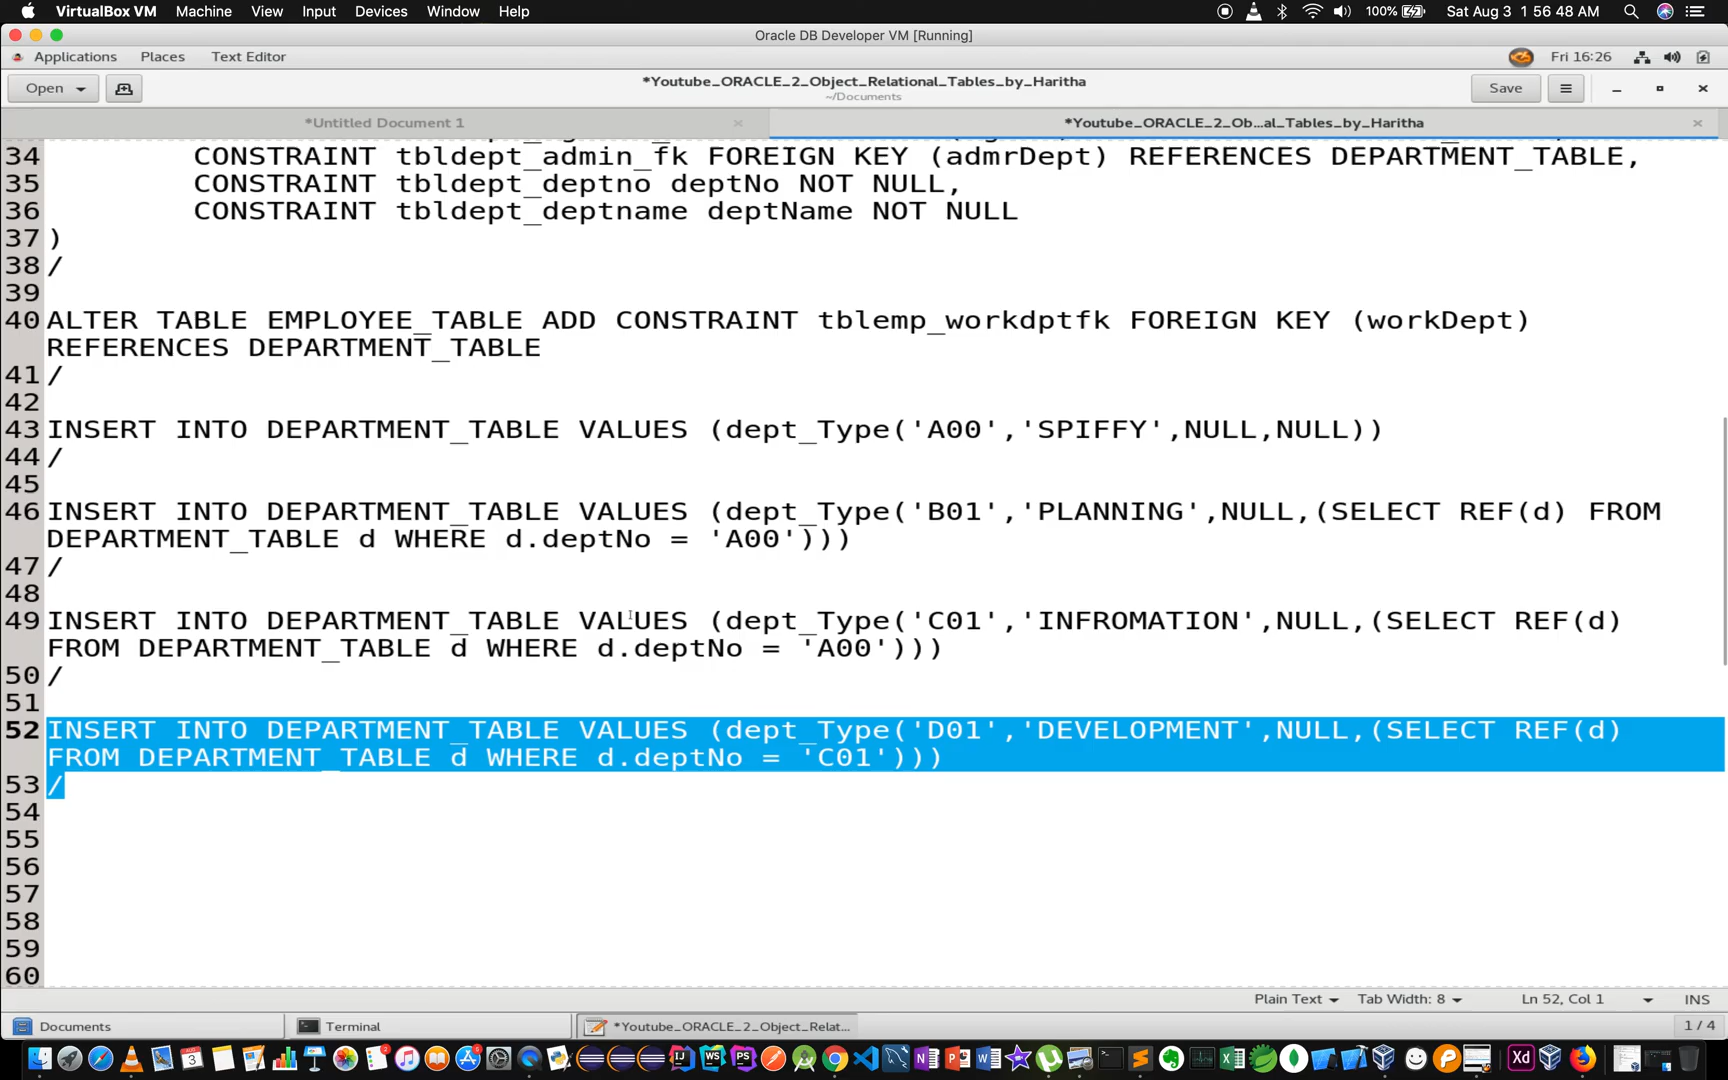 VirtualBox VM Machine View Input Devices Window Help 100% Sat Aug 3 1 56 48 AM
Oracle DB Developer VM [Running]
Applications Places Text Editor Fri 16:26
Open *Youtube_ORACLE_2_Object_Relational_Tables_by_Haritha Save
~/Documents
*Untitled Document 1 *Youtube_ORACLE_2_Ob...al_Tables_by_Haritha
34 CONSTRAINT tbldept_admin_fk FOREIGN KEY (admrDept) REFERENCES DEPARTMENT_TABLE,
35 CONSTRAINT tbldept_deptno deptNo NOT NULL,
36 CONSTRAINT tbldept_deptname deptName NOT NULL
37 )
38 /
39
40 ALTER TABLE EMPLOYEE_TABLE ADD CONSTRAINT tblemp_workdptfk FOREIGN KEY (workDept)
REFERENCES DEPARTMENT_TABLE
41 /
42
43 INSERT INTO DEPARTMENT_TABLE VALUES (dept_Type('A00','SPIFFY',NULL,NULL))
44 /
45
46 INSERT INTO DEPARTMENT_TABLE VALUES (dept_Type('B01','PLANNING',NULL,(SELECT REF(d) FROM
DEPARTMENT_TABLE d WHERE d.deptNo = 'A00')))
47 /
48
49 INSERT INTO DEPARTMENT_TABLE VALUES (dept_Type('C01','INFROMATION',NULL,(SELECT REF(d)
FROM DEPARTMENT_TABLE d WHERE d.deptNo = 'A00')))
50 /
51
52 INSERT INTO DEPARTMENT_TABLE VALUES (dept_Type('D01','DEVELOPMENT',NULL,(SELECT REF(d)
FROM DEPARTMENT_TABLE d WHERE d.deptNo = 'C01')))
53 /
54
55
56
57
58
59
60
Plain Text Tab Width: 8 Ln 52, Col 1 INS
Documents Terminal *Youtube_ORACLE_2_Object_Relat... 1 / 4